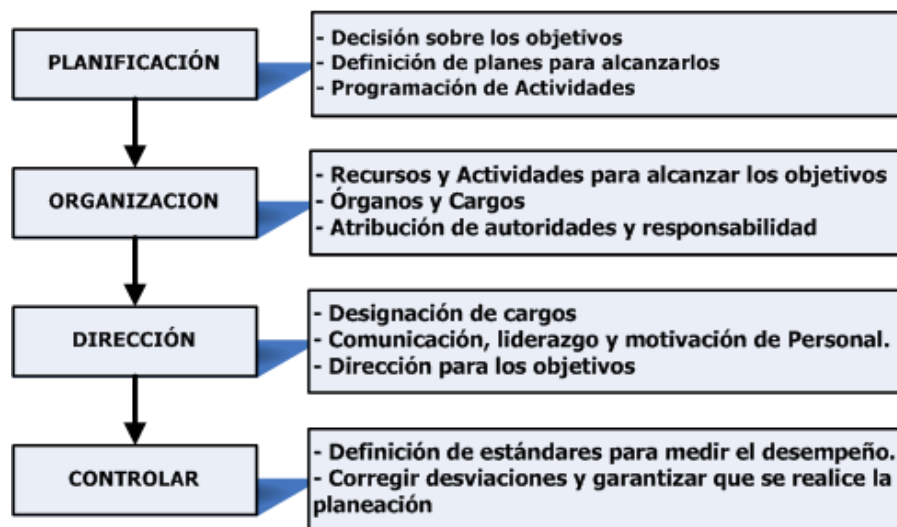 PLANIFICACIÓN
- Decisión sobre los objetivos
- Definición de planes para alcanzarlos
- Programación de Actividades
ORGANIZACION
- Recursos y Actividades para alcanzar los objetivos
- Órganos y Cargos
- Atribución de autoridades y responsabilidad
DIRECCIÓN
- Designación de cargos
- Comunicación, liderazgo y motivación de Personal.
- Dirección para los objetivos
CONTROLAR
- Definición de estándares para medir el desempeño.
- Corregir desviaciones y garantizar que se realice la
planeación